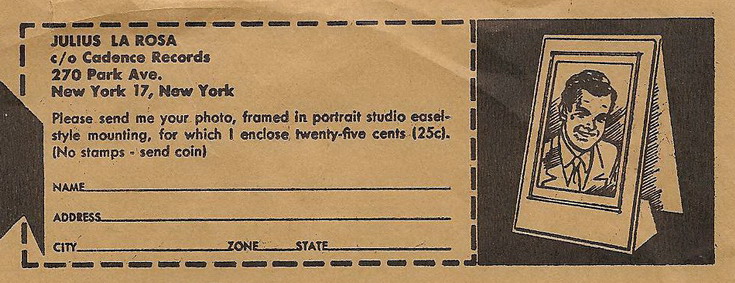 JULIUS LA ROSA
c/o Cadence Records
270 Park Ave.
New York 17, New York
Please send me your photo, framed in portrait studio easel-
style mounting, for which I enclose twenty-five cents (25c).
(No stamps - send coin)
NAME
ADDRESS
CITY ZONE STATE